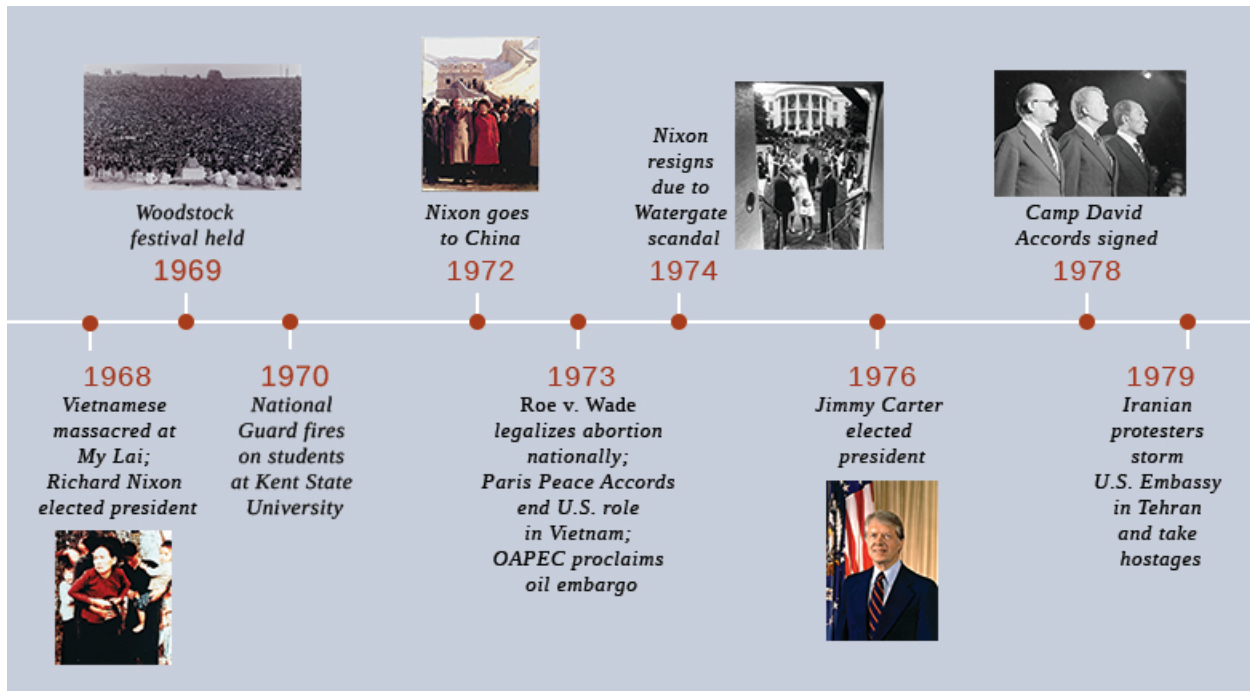 Woodstock
festival held
1969
Nixon goes
to China
1972
Nixon
resigns
due to
Watergate
scandal
1974
Camp David
Accords signed
1978
1968
Vietnamese
massacred at
My Lai;
Richard Nixon
elected president
1970
National
Guard fires
on students
at Kent State
University
1973
Roe v. Wade
legalizes abortion
nationally;
Paris Peace Accords
end U.S. role
in Vietnam;
OAPEC proclaims
oil embargo
1976
Jimmy Carter
elected
president
1979
Iranian
protesters
storm
U.S. Embassy
in Tehran
and take
hostages